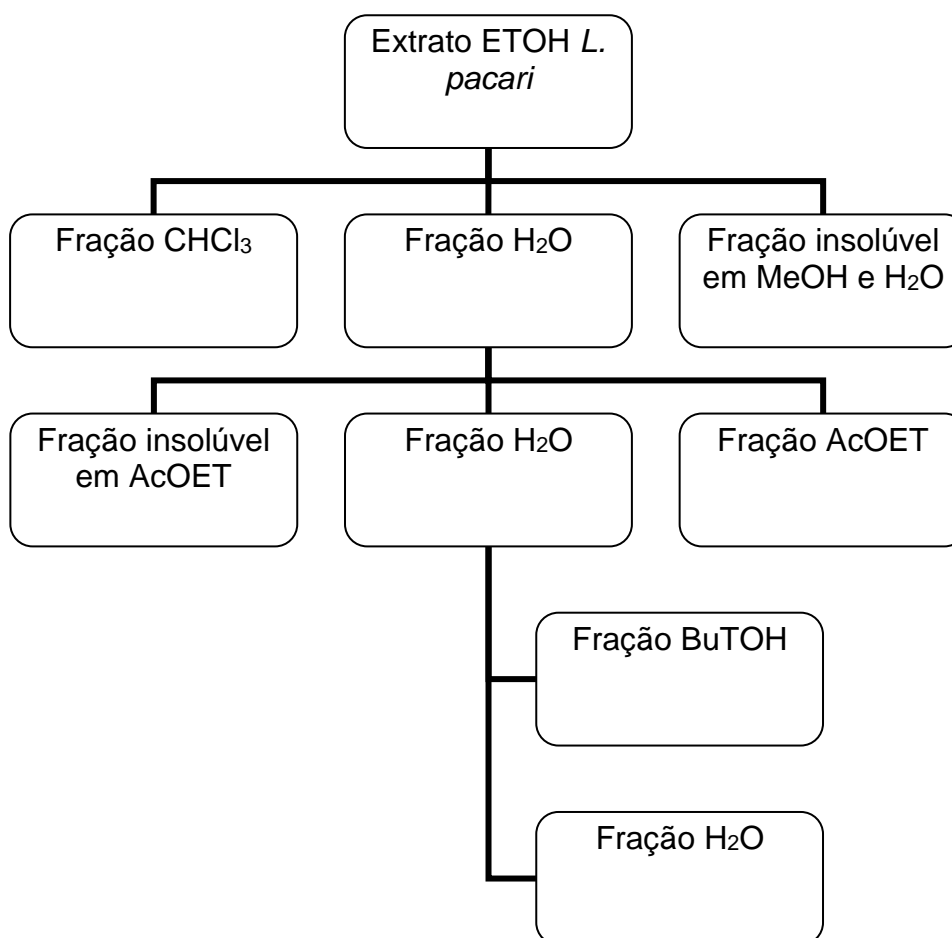 Extrato ETOH L.
pacari
Fração CHCl₃
Fração H₂O
Fração insolúvel
em MeOH e H₂O
Fração insolúvel
em AcOET
Fração H₂O
Fração AcOET
Fração BuTOH
Fração H₂O